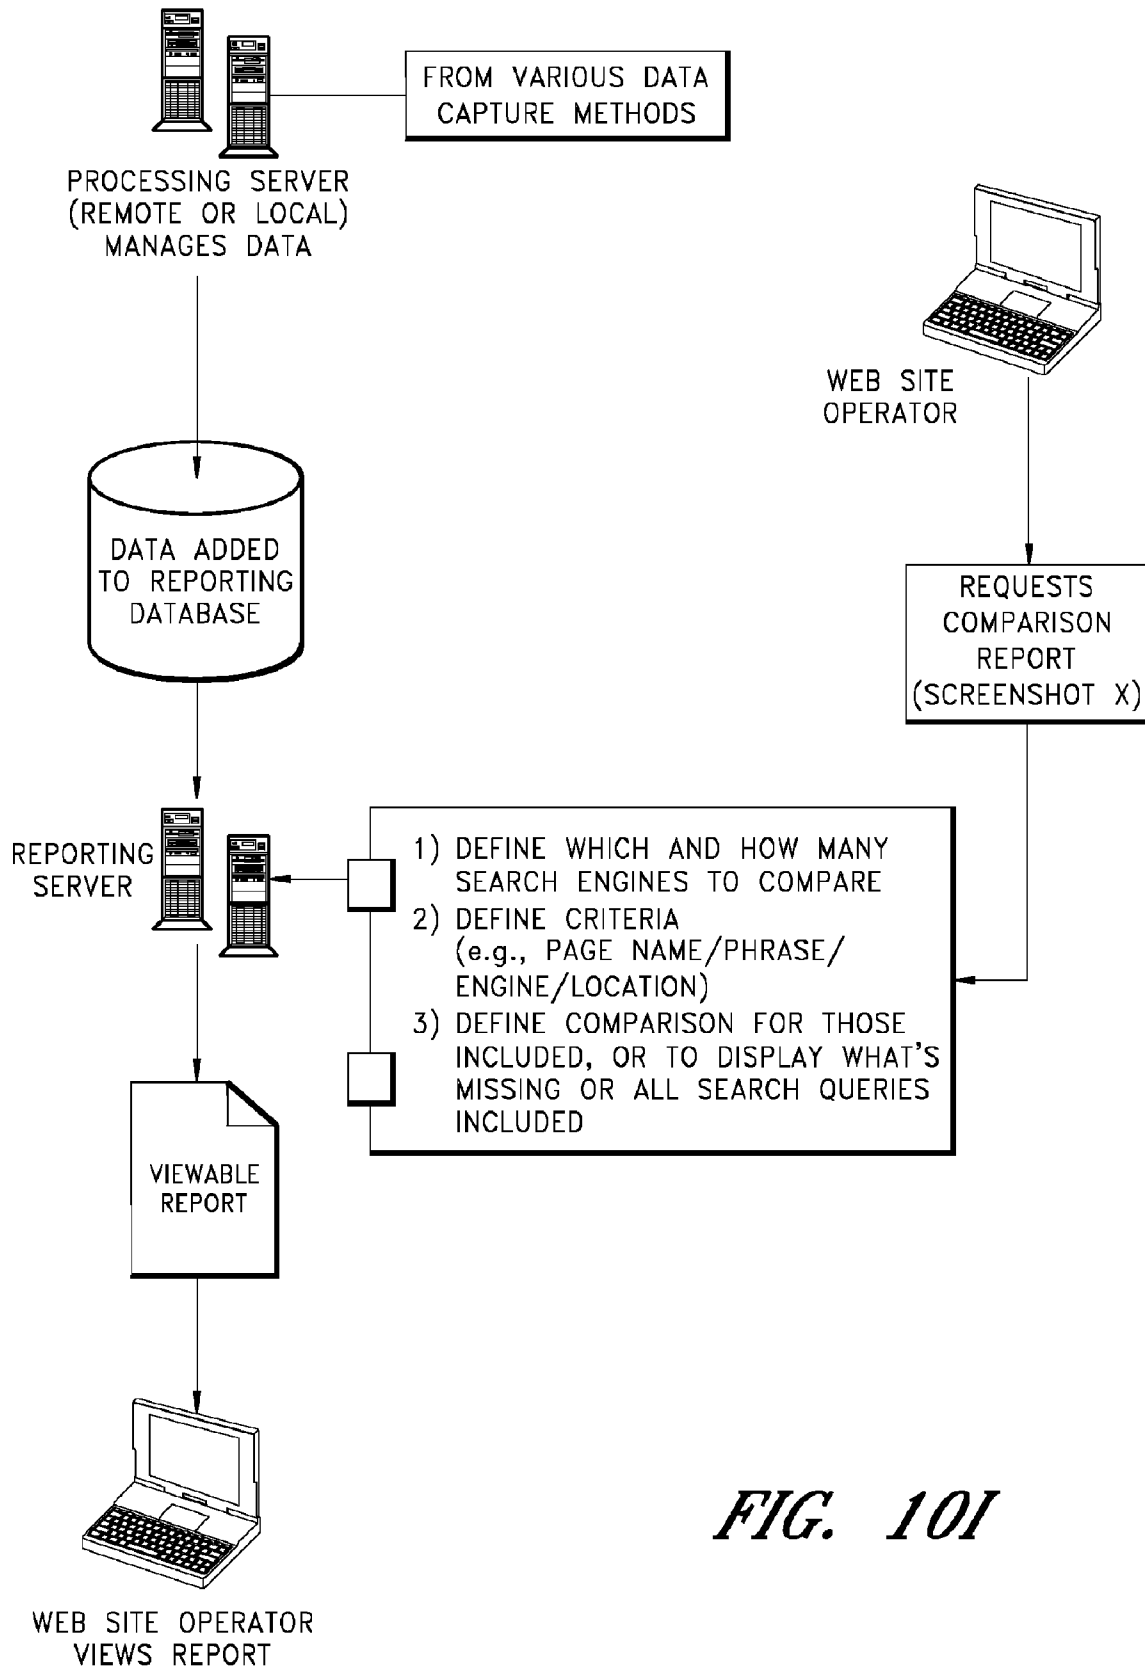 FROM VARIOUS DATA
CAPTURE METHODS
PROCESSING SERVER
(REMOTE OR LOCAL)
MANAGES DATA
WEB SITE
OPERATOR
DATA ADDED
TO REPORTING
DATABASE
REQUESTS
COMPARISON
REPORT
(SCREENSHOT X)
REPORTING
SERVER
1) DEFINE WHICH AND HOW MANY
SEARCH ENGINES TO COMPARE
2) DEFINE CRITERIA
(e.g., PAGE NAME/PHRASE/
ENGINE/LOCATION)
3) DEFINE COMPARISON FOR THOSE
INCLUDED, OR TO DISPLAY WHAT'S
MISSING OR ALL SEARCH QUERIES
INCLUDED
VIEWABLE
REPORT
WEB SITE OPERATOR
VIEWS REPORT
FIG. 10I